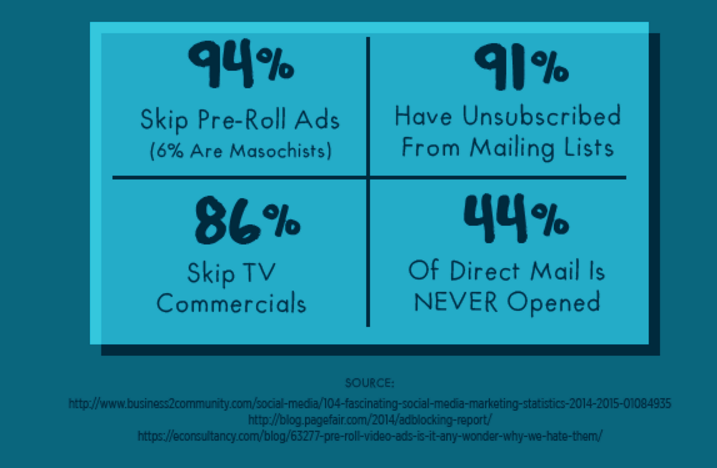 94%
Skip Pre-Roll Ads
(6% Are Masochists)
91%
Have Unsubscribed
From Mailing Lists
86%
Skip TV
Commercials
44%
Of Direct Mail Is
NEVER Opened
SOURCE:
http://www.business2community.com/social-media/104-fascinating-social-media-marketing-statistics-2014-2015-01084935
http://blog.pagefair.com/2014/adblocking-report/
https://econsultancy.com/blog/63277-pre-roll-video-ads-is-it-any-wonder-why-we-hate-them/